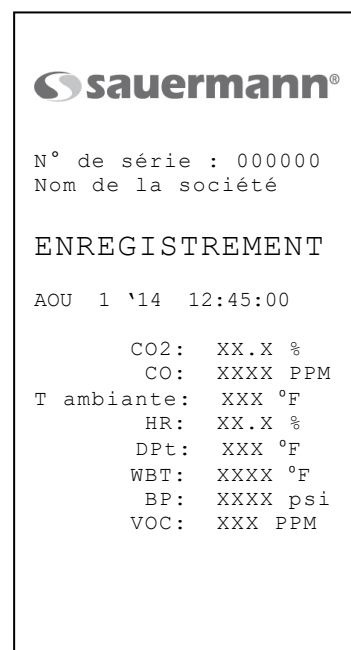 sauermann®
N° de série : 000000
Nom de la société
ENREGISTREMENT
AOU 1 ‘14 12:45:00
CO2: XX.X %
CO: XXXX PPM
T ambiante: XXX °F
HR: XX.X %
DPt: XXX °F
WBT: XXXX °F
BP: XXXX psi
VOC: XXX PPM